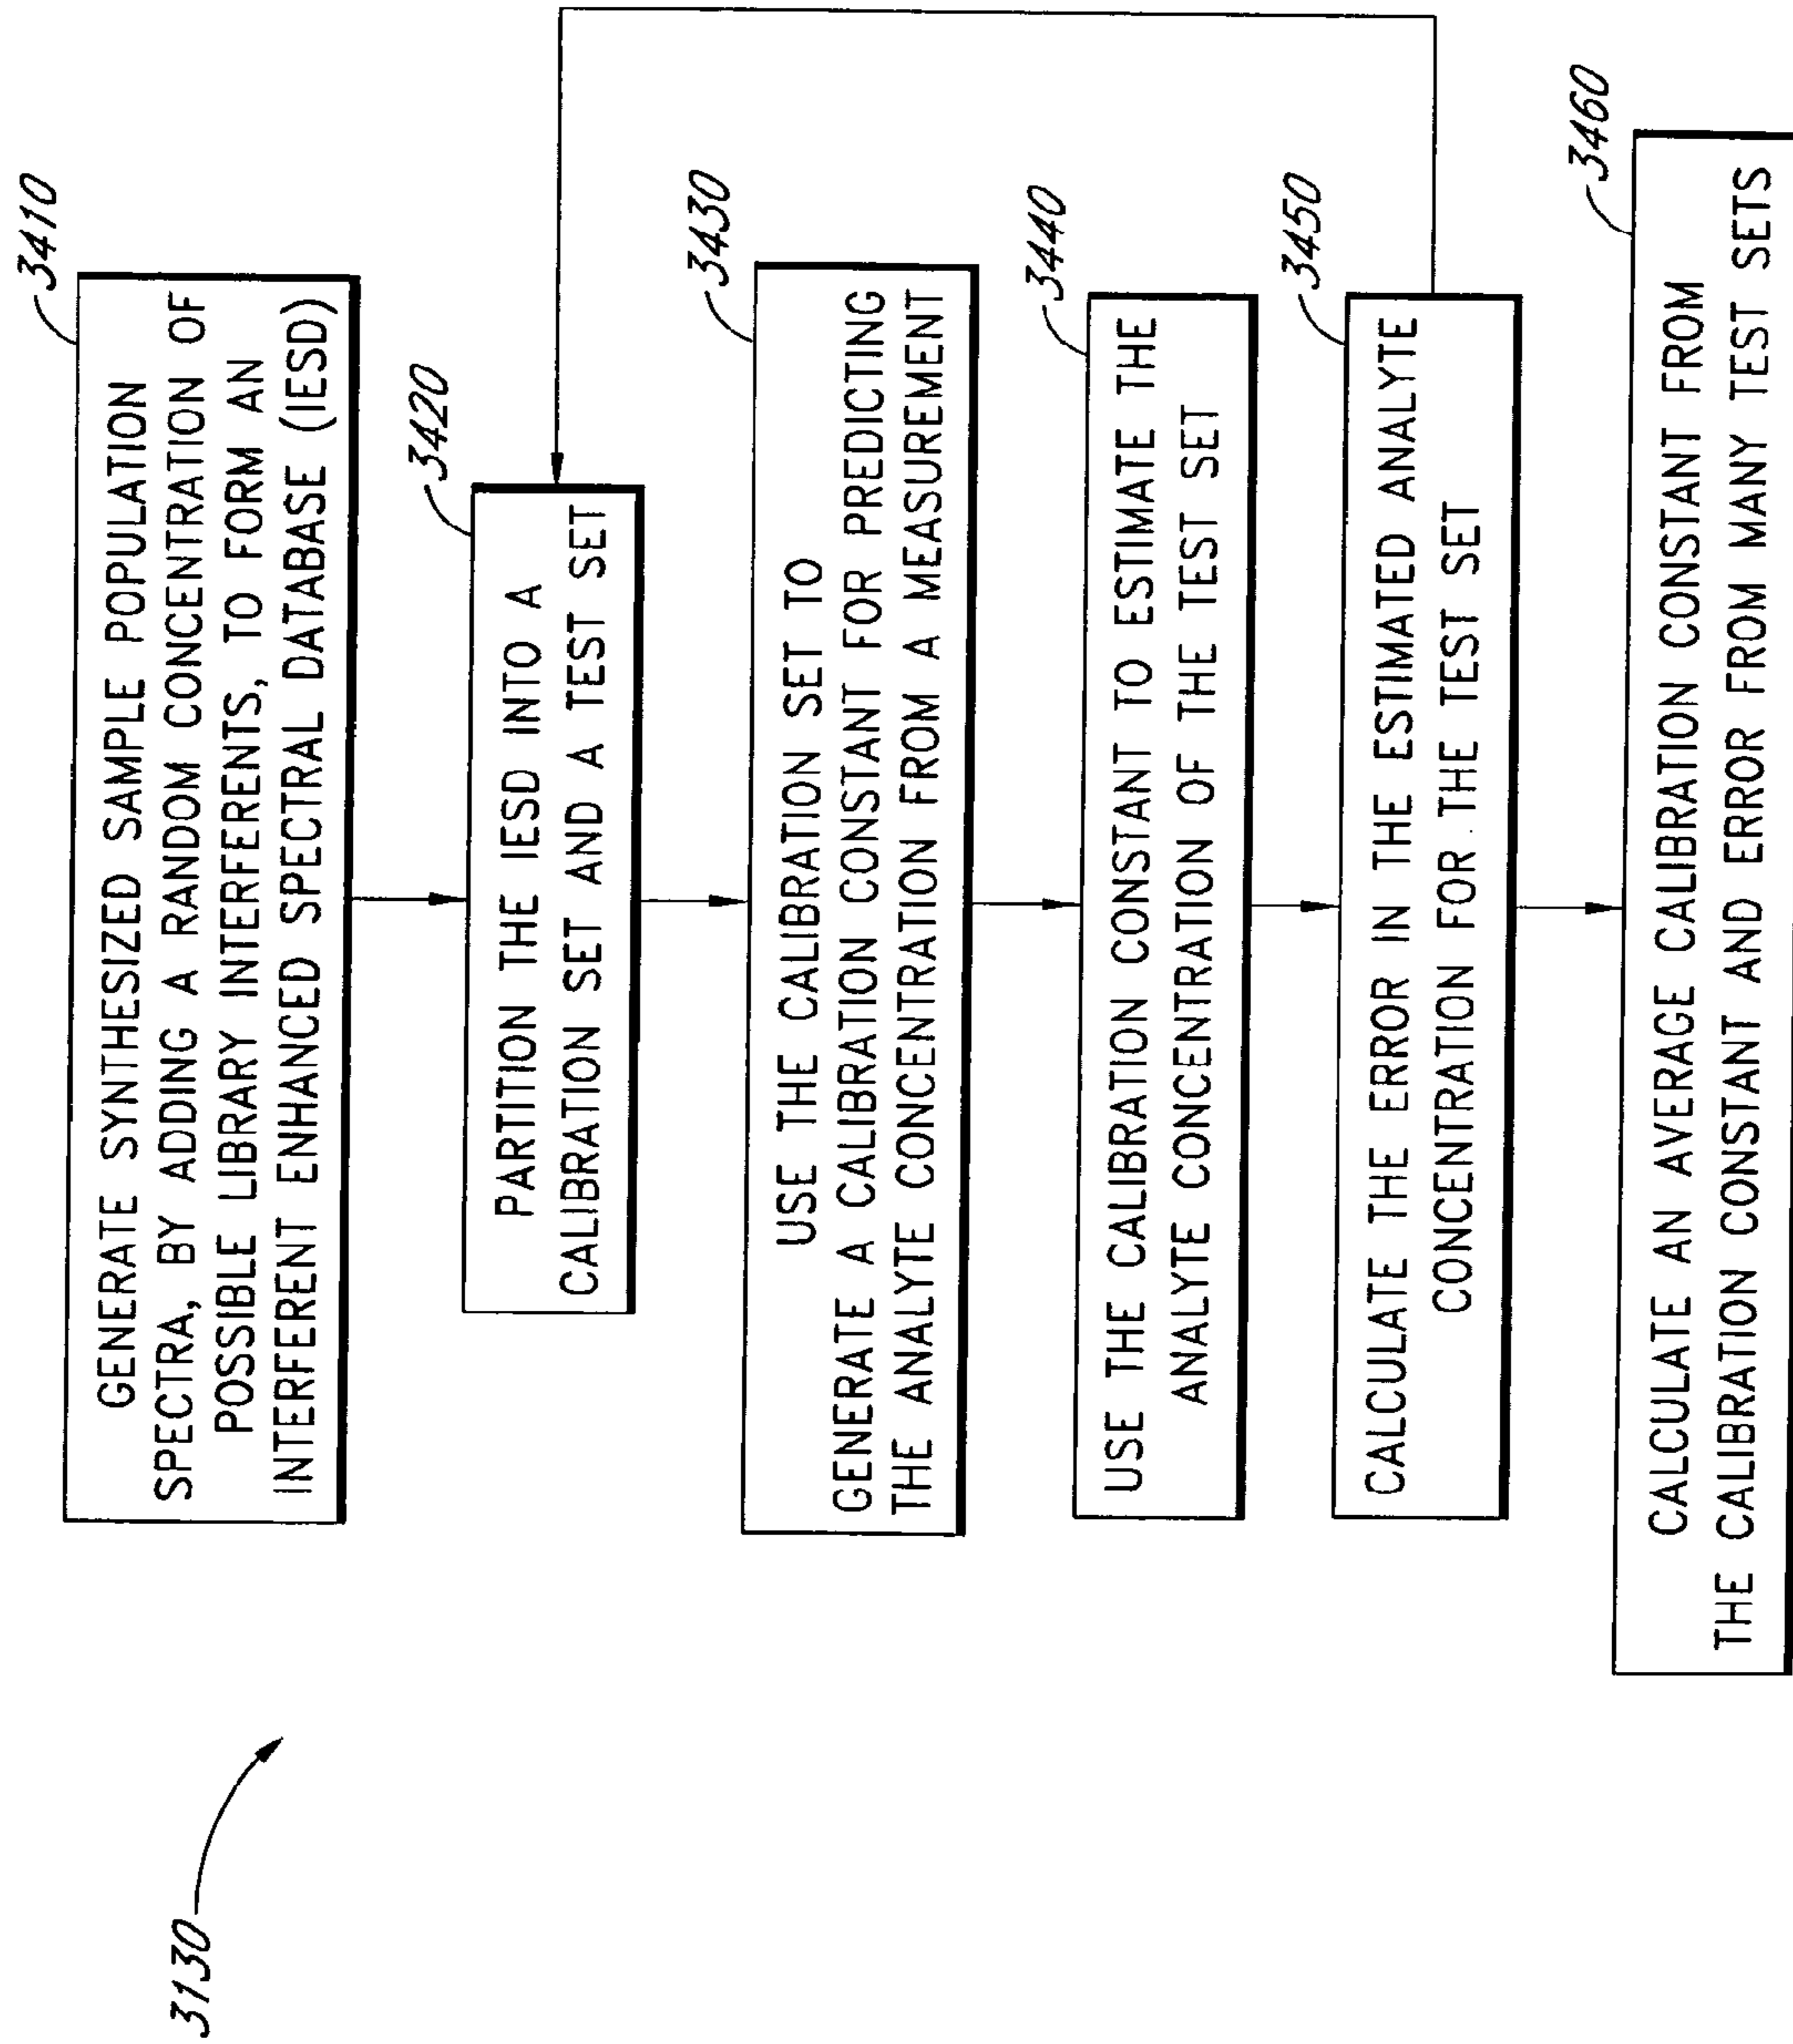 3130
3410
GENERATE SYNTHESIZED SAMPLE POPULATION
SPECTRA, BY ADDING A RANDOM CONCENTRATION OF
POSSIBLE LIBRARY INTERFERENTS, TO FORM AN
INTERFERENT ENHANCED SPECTRAL DATABASE (IESD)
3420
PARTITION THE IESD INTO A
CALIBRATION SET AND A TEST SET
3430
USE THE CALIBRATION SET TO
GENERATE A CALIBRATION CONSTANT FOR PREDICTING
THE ANALYTE CONCENTRATION FROM A MEASUREMENT
3440
USE THE CALIBRATION CONSTANT TO ESTIMATE THE
ANALYTE CONCENTRATION OF THE TEST SET
3450
CALCULATE THE ERROR IN THE ESTIMATED ANALYTE
CONCENTRATION FOR THE TEST SET
3460
CALCULATE AN AVERAGE CALIBRATION CONSTANT FROM
THE CALIBRATION CONSTANT AND ERROR FROM MANY TEST SETS